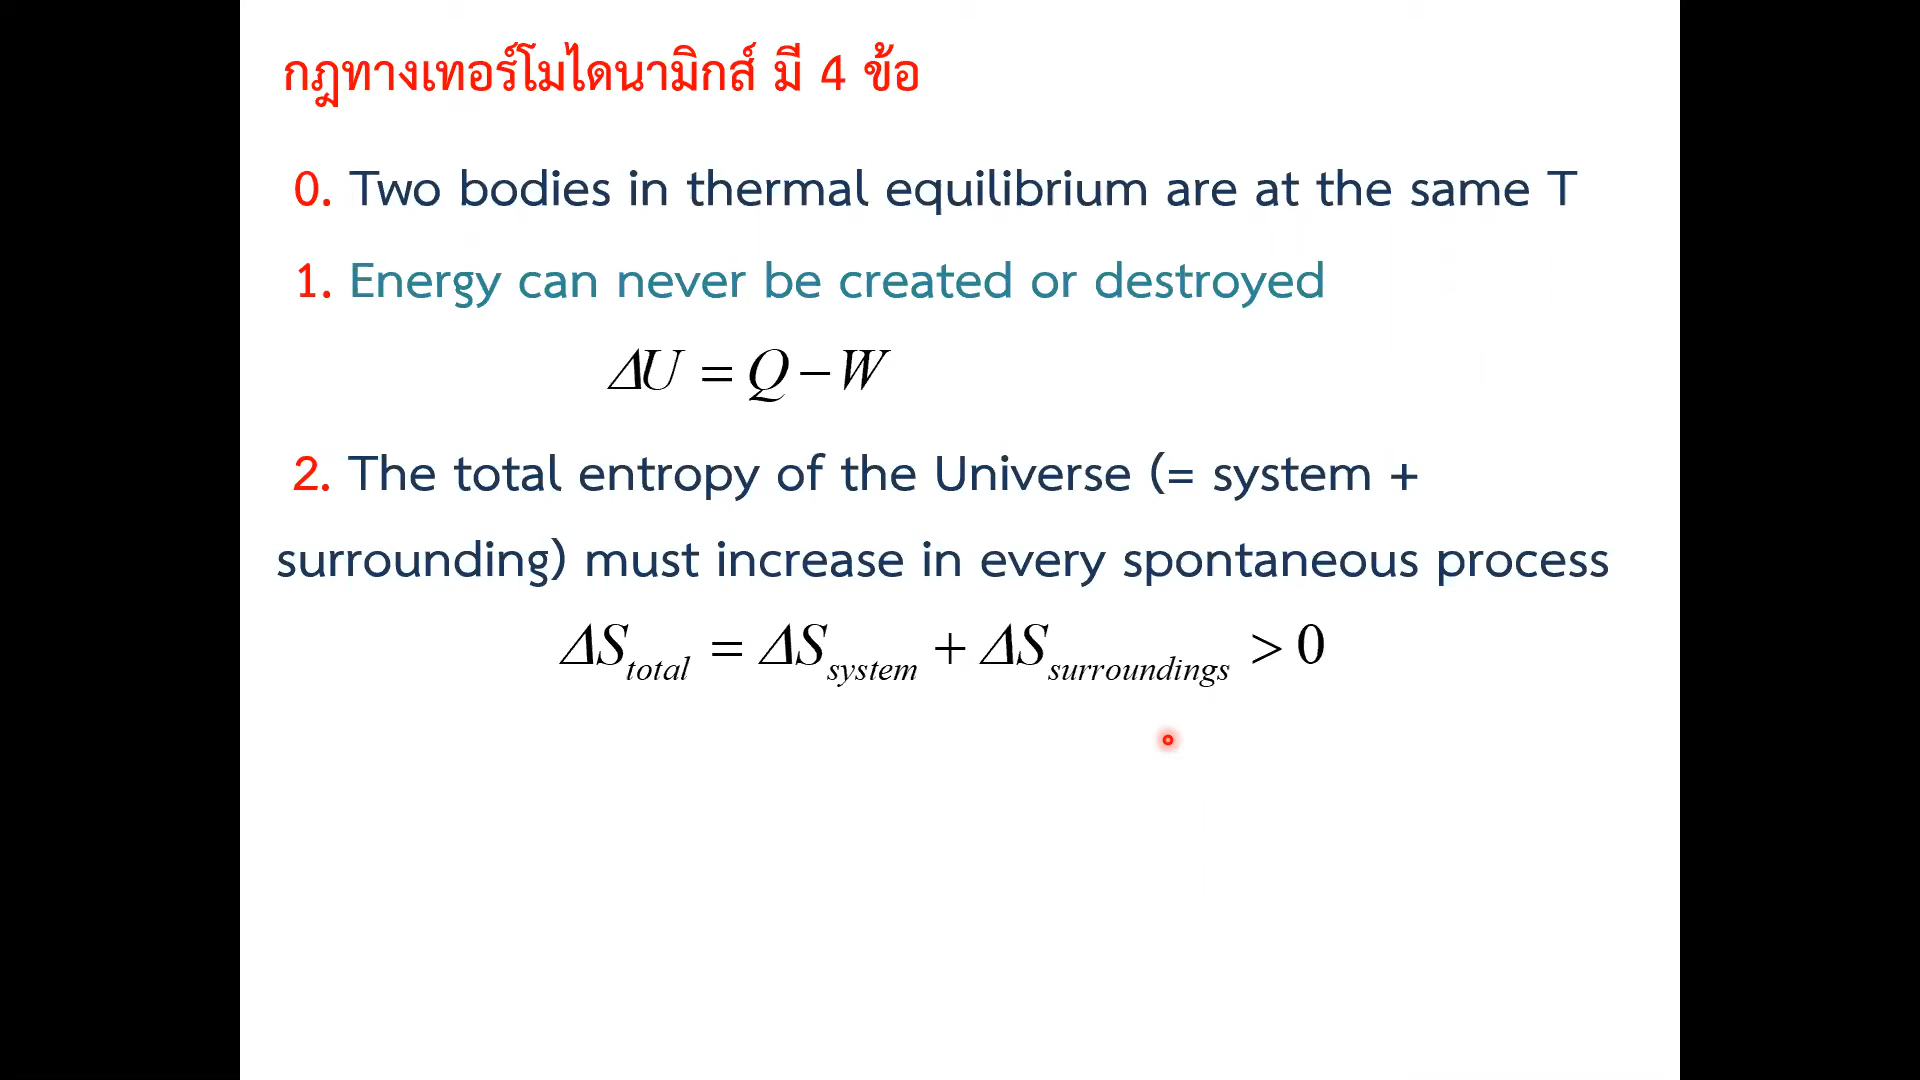 กฎทางเทอร์โมไดนามิกส์ มี 4 ข้อ
0. Two bodies in thermal equilibrium are at the same T
1. Energy can never be created or destroyed
ΔU = Q − W
2. The total entropy of the Universe (= system +
surrounding) must increase in every spontaneous process
ΔS_total = ΔS_system + ΔS_surroundings > 0